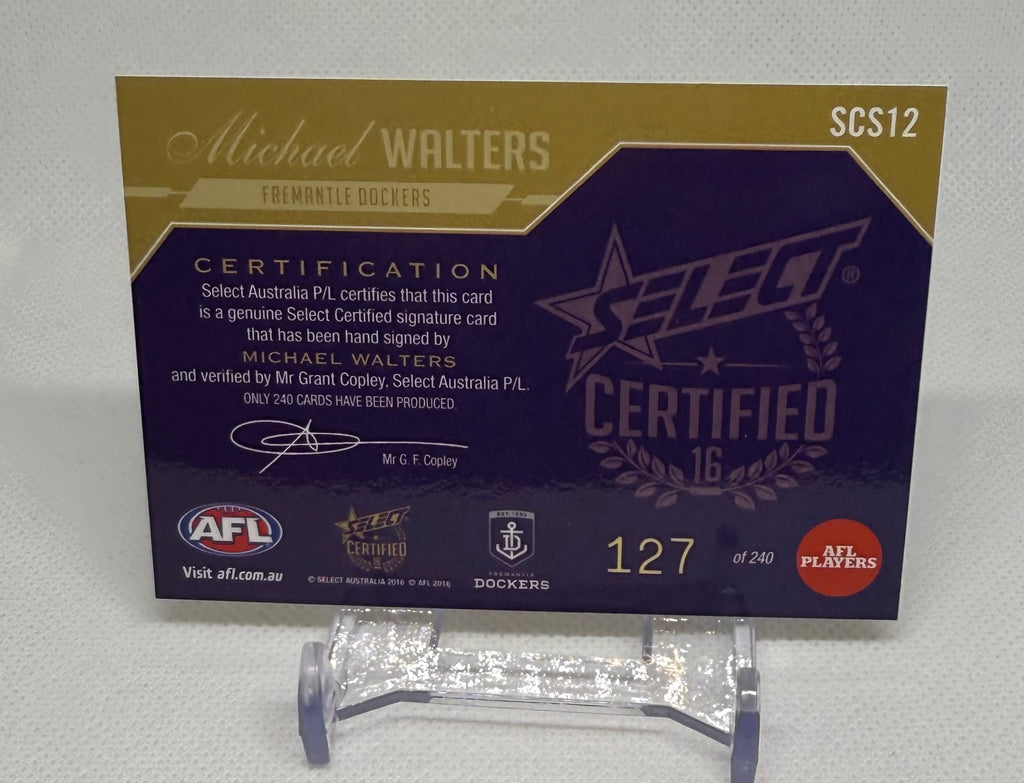 SCS12
Michael WALTERS
FREMANTLE DOCKERS
CERTIFICATION
Select Australia P/L certifies that this card
is a genuine Select Certified signature card
that has been hand signed by
MICHAEL WALTERS
and verified by Mr Grant Copley, Select Australia P/L.
ONLY 240 CARDS HAVE BEEN PRODUCED.
Mr G. F. Copley
SELECT®
CERTIFIED
16
AFL
Visit afl.com.au
SELECT
CERTIFIED
© SELECT AUSTRALIA 2016 © AFL 2016
FREMANTLE
DOCKERS
127 of 240
AFL
PLAYERS